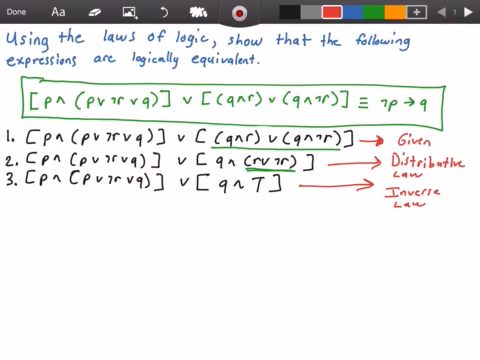 Done Aa 1
Using the laws of logic, show that the following
expressions are logically equivalent.
[p ∧ (p ∨ ¬r ∨ q)] ∨ [(q ∧ r) ∨ (q ∧ ¬r)] ≡ ¬p → q
1. [p ∧ (p ∨ ¬r ∨ q)] ∨ [(q ∧ r) ∨ (q ∧ ¬r)] → Given
2. [p ∧ (p ∨ ¬r ∨ q)] ∨ [q ∧ (r ∨ ¬r)] → Distributive Law
3. [p ∧ (p ∨ ¬r ∨ q)] ∨ [q ∧ T] → Inverse Law